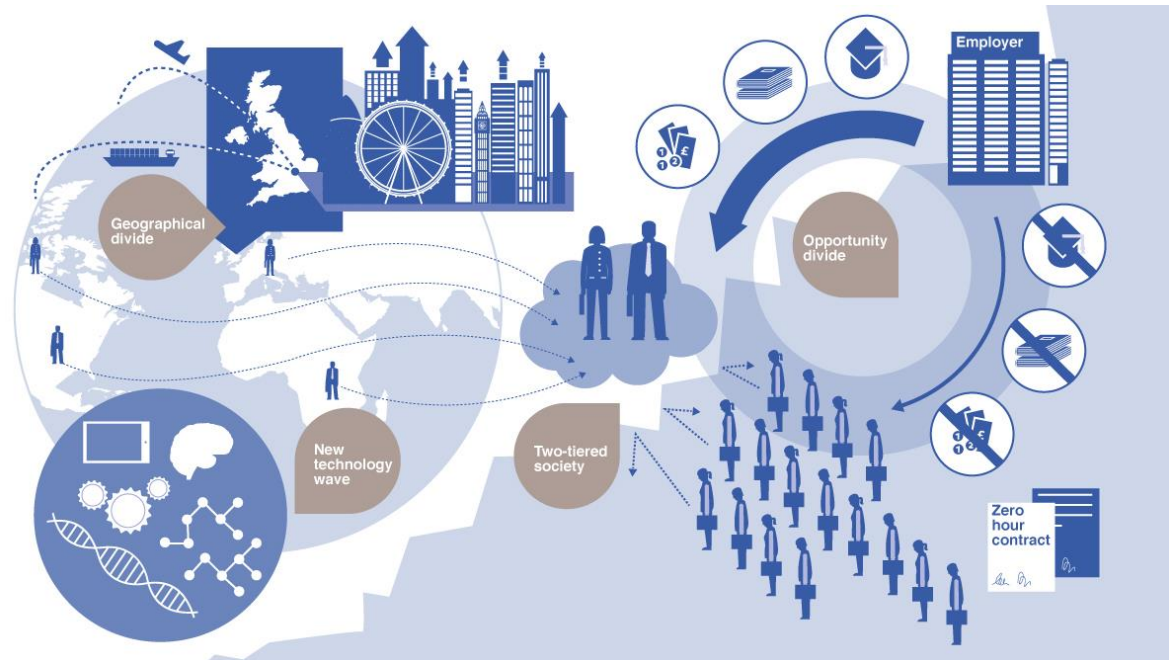 Employer
Geographical
divide
Opportunity
divide
New
technology
wave
Two-tiered
society
Zero
hour
contract